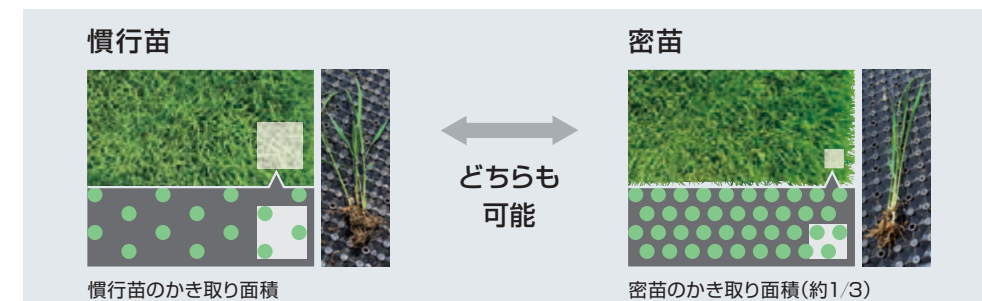 慣行苗
密苗
どちらも
可能
慣行苗のかき取り面積
密苗のかき取り面積(約1/3)